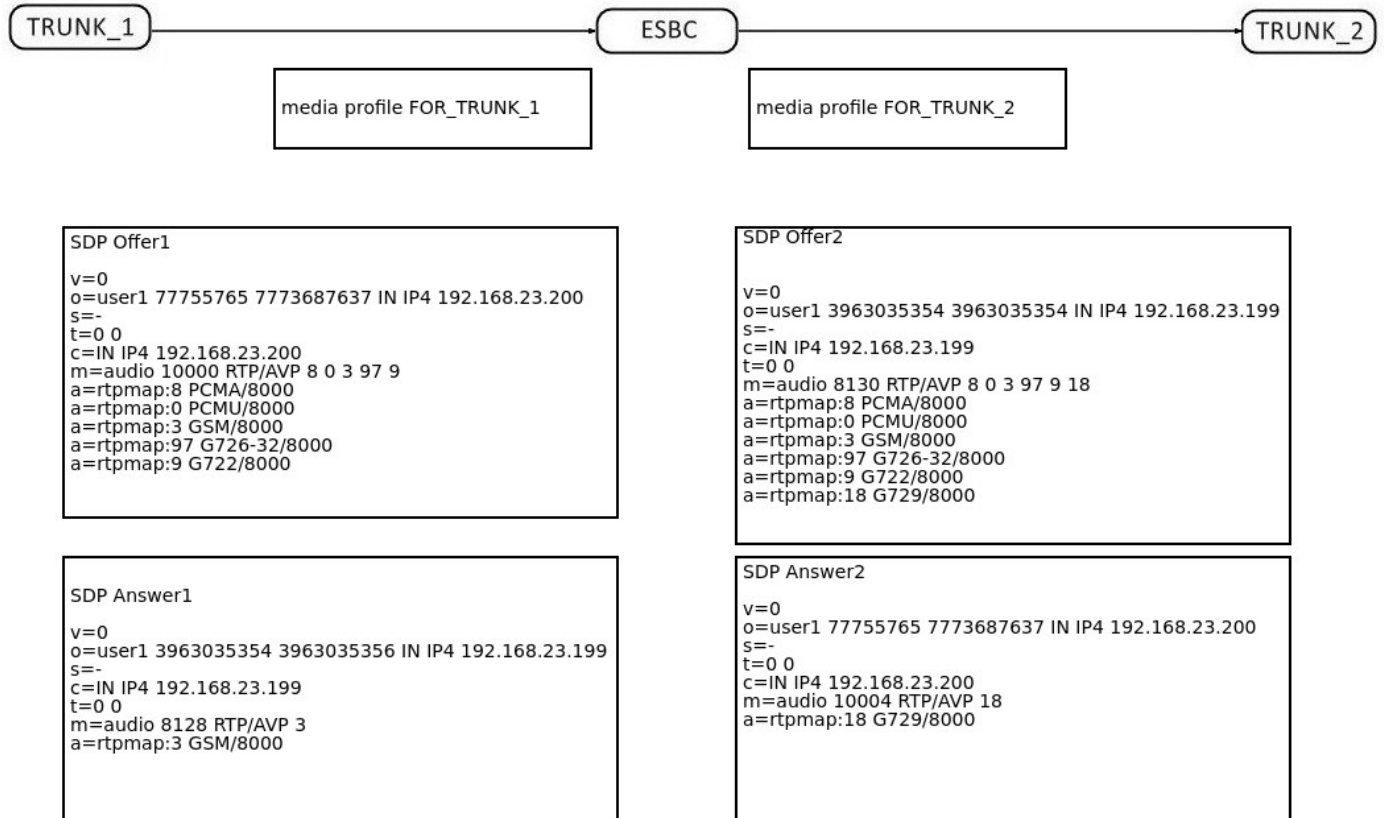 TRUNK_1
ESBC
TRUNK_2
media profile FOR_TRUNK_1
media profile FOR_TRUNK_2
SDP Offer1
v=0
o=user1 77755765 7773687637 IN IP4 192.168.23.200
s=-
t=0 0
c=IN IP4 192.168.23.200
m=audio 10000 RTP/AVP 8 0 3 97 9
a=rtpmap:8 PCMA/8000
a=rtpmap:0 PCMU/8000
a=rtpmap:3 GSM/8000
a=rtpmap:97 G726-32/8000
a=rtpmap:9 G722/8000
SDP Offer2
v=0
o=user1 3963035354 3963035354 IN IP4 192.168.23.199
s=-
c=IN IP4 192.168.23.199
t=0 0
m=audio 8130 RTP/AVP 8 0 3 97 9 18
a=rtpmap:8 PCMA/8000
a=rtpmap:0 PCMU/8000
a=rtpmap:3 GSM/8000
a=rtpmap:97 G726-32/8000
a=rtpmap:9 G722/8000
a=rtpmap:18 G729/8000
SDP Answer1
v=0
o=user1 3963035354 3963035356 IN IP4 192.168.23.199
s=-
c=IN IP4 192.168.23.199
t=0 0
m=audio 8128 RTP/AVP 3
a=rtpmap:3 GSM/8000
SDP Answer2
v=0
o=user1 77755765 7773687637 IN IP4 192.168.23.200
s=-
t=0 0
c=IN IP4 192.168.23.200
m=audio 10004 RTP/AVP 18
a=rtpmap:18 G729/8000